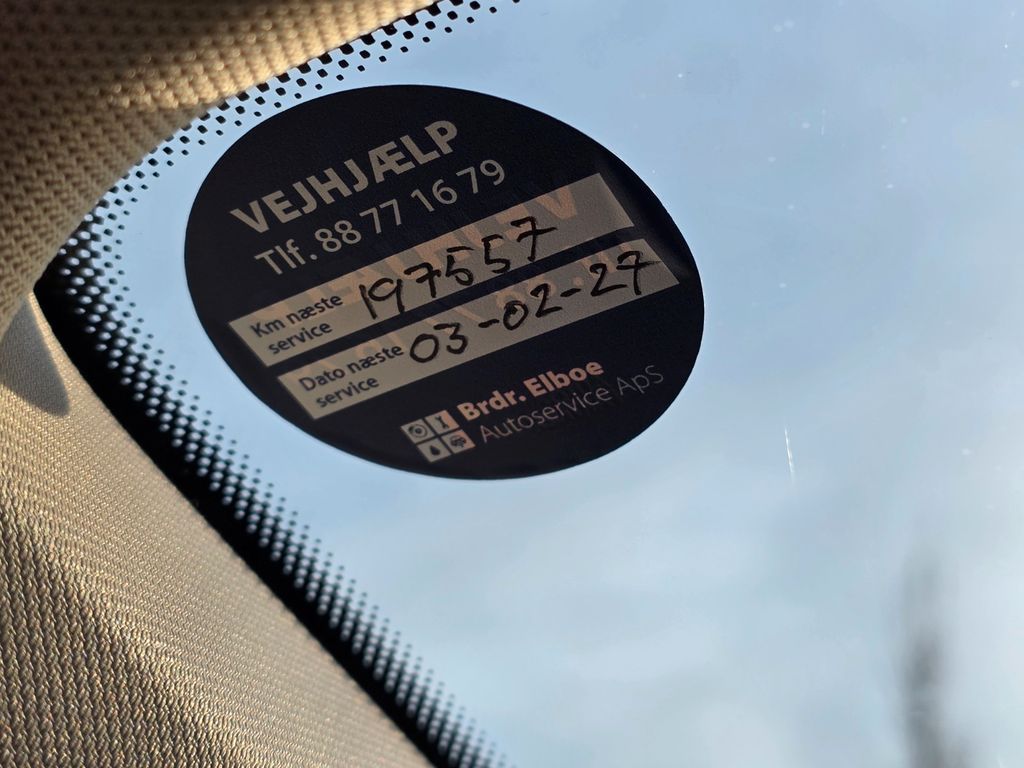 VEJHJÆLP
Tlf. 88 77 16 79
Km næste service 197557
Dato næste service 03-02-27
Brdr. Elboe
Autoservice ApS